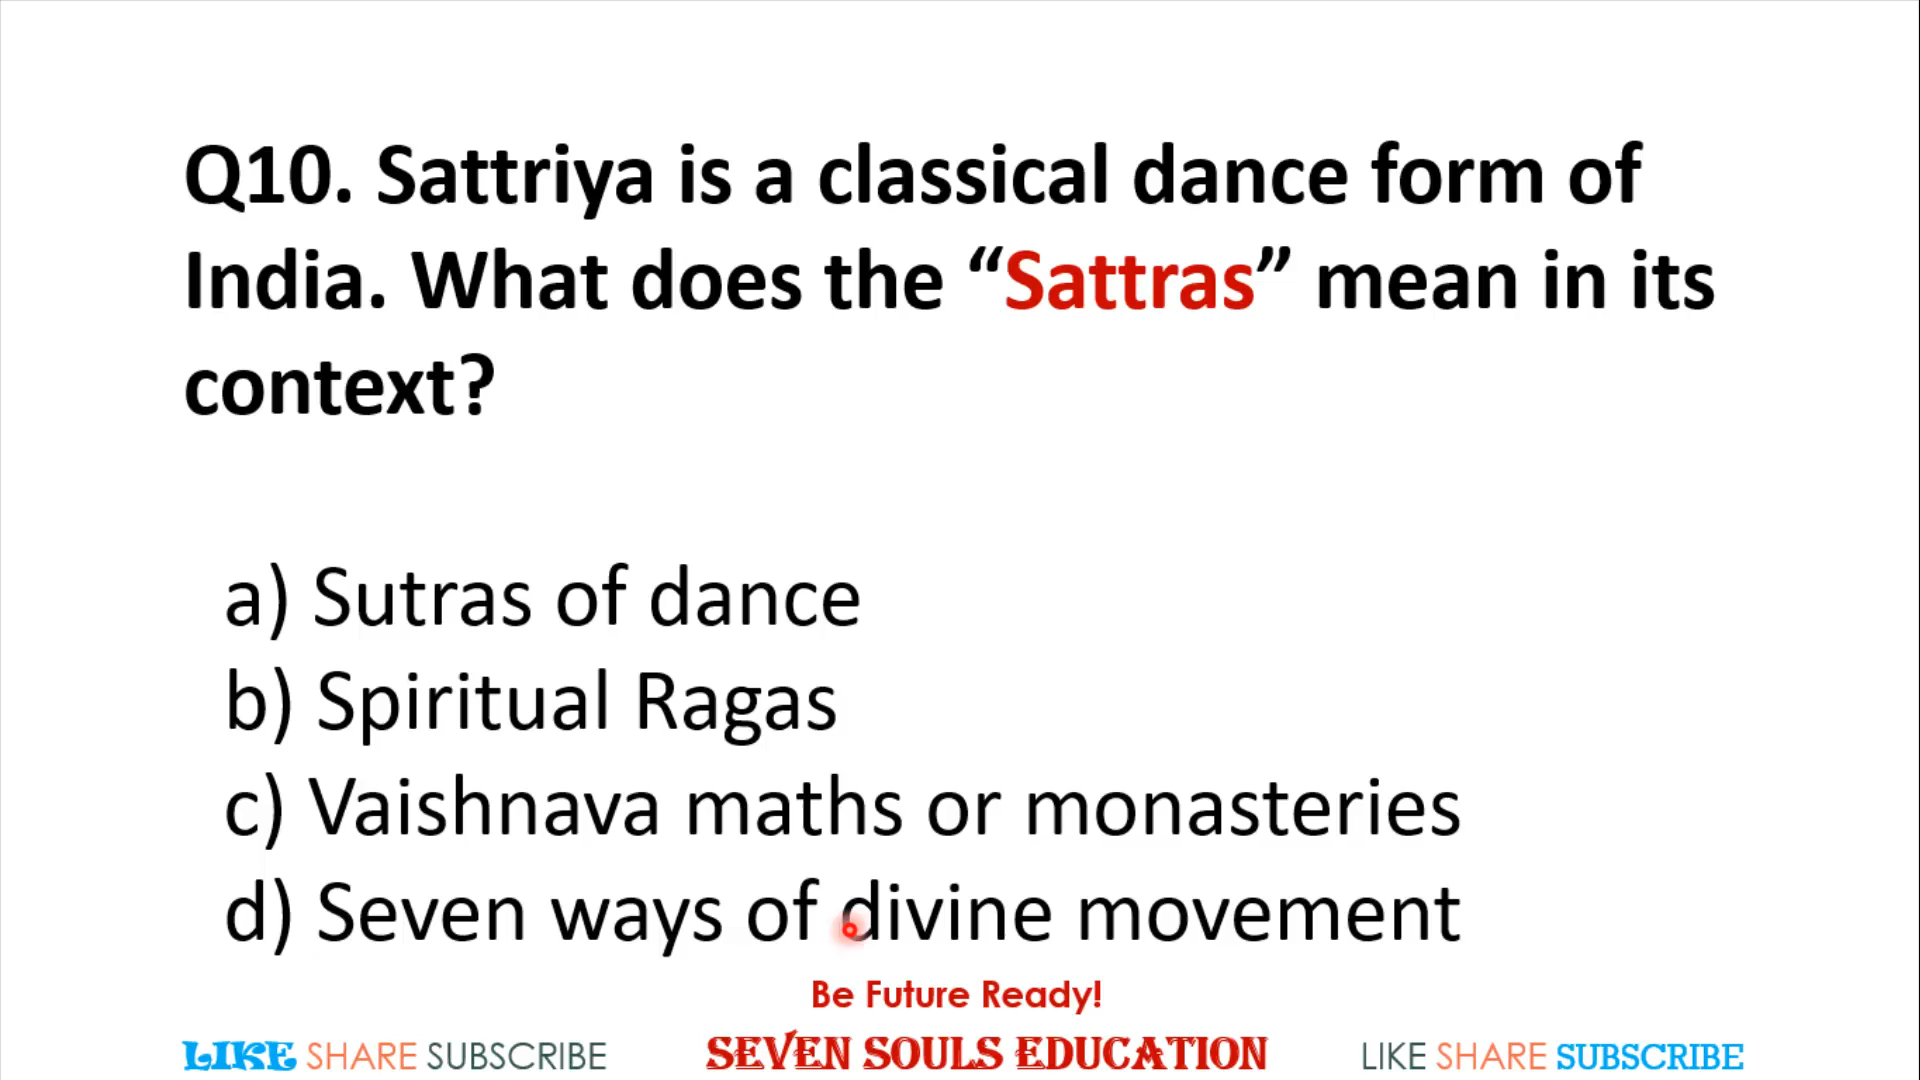 Q10. Sattriya is a classical dance form of
India. What does the “Sattras” mean in its
context?
a) Sutras of dance
b) Spiritual Ragas
c) Vaishnava maths or monasteries
d) Seven ways of divine movement
Be Future Ready!
LIKE SHARE SUBSCRIBE SEVEN SOULS EDUCATION LIKE SHARE SUBSCRIBE